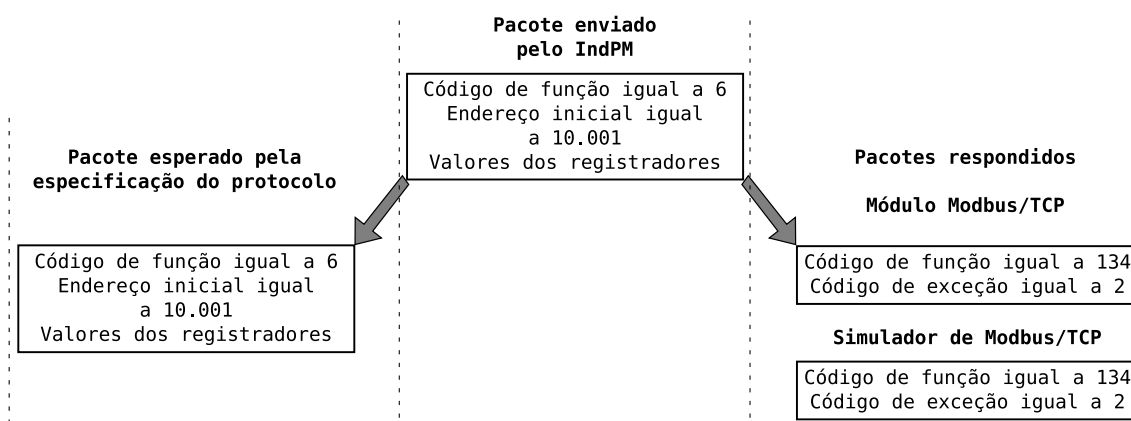 Pacote enviado
pelo IndPM
Código de função igual a 6
Endereço inicial igual
a 10.001
Valores dos registradores
Pacote esperado pela
especificação do protocolo
Código de função igual a 6
Endereço inicial igual
a 10.001
Valores dos registradores
Pacotes respondidos
Módulo Modbus/TCP
Código de função igual a 134
Código de exceção igual a 2
Simulador de Modbus/TCP
Código de função igual a 134
Código de exceção igual a 2